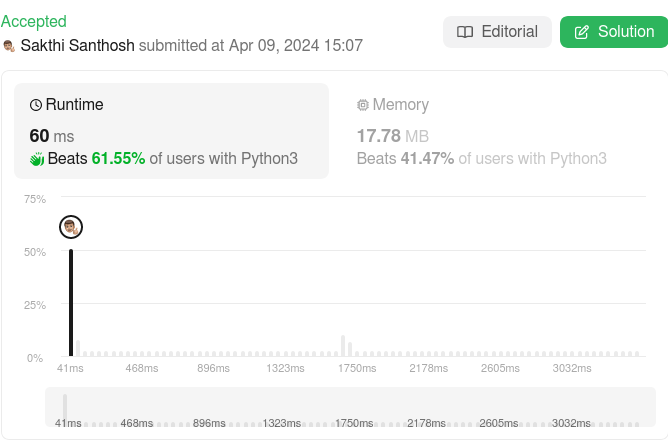 Accepted
Sakthi Santhosh submitted at Apr 09, 2024 15:07
Editorial
Solution
Runtime
60 ms
Beats 61.55% of users with Python3
Memory
17.78 MB
Beats 41.47% of users with Python3
75%
50%
25%
0%
41ms 468ms 896ms 1323ms 1750ms 2178ms 2605ms 3032ms
41ms 468ms 896ms 1323ms 1750ms 2178ms 2605ms 3032ms